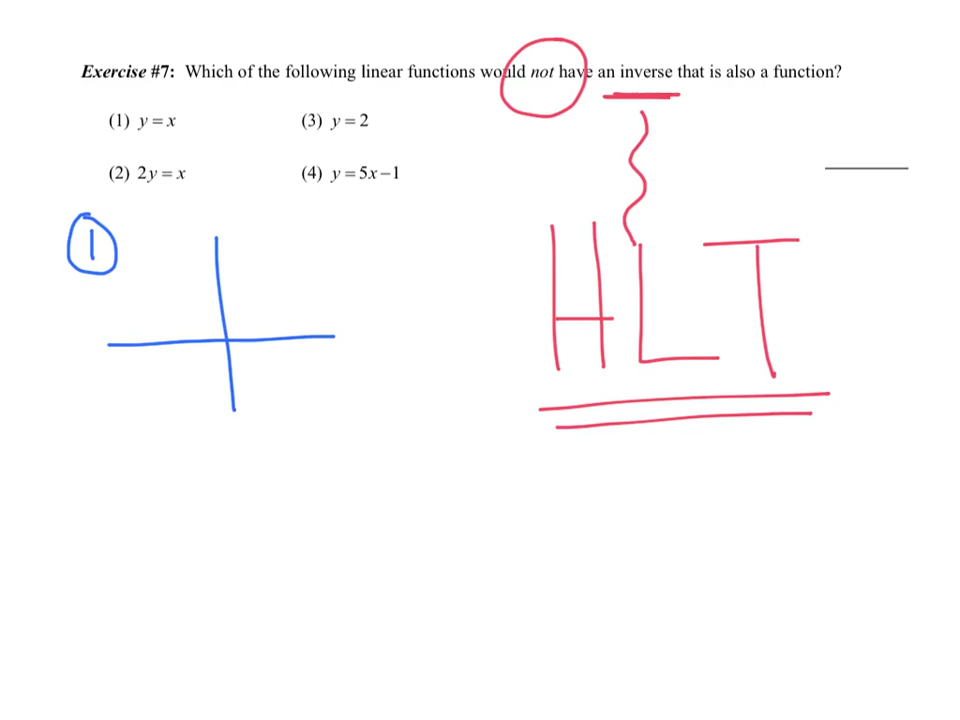 Exercise #7: Which of the following linear functions would not have an inverse that is also a function?
(1) y = x
(3) y = 2
(2) 2y = x
(4) y = 5x − 1
1
HLT